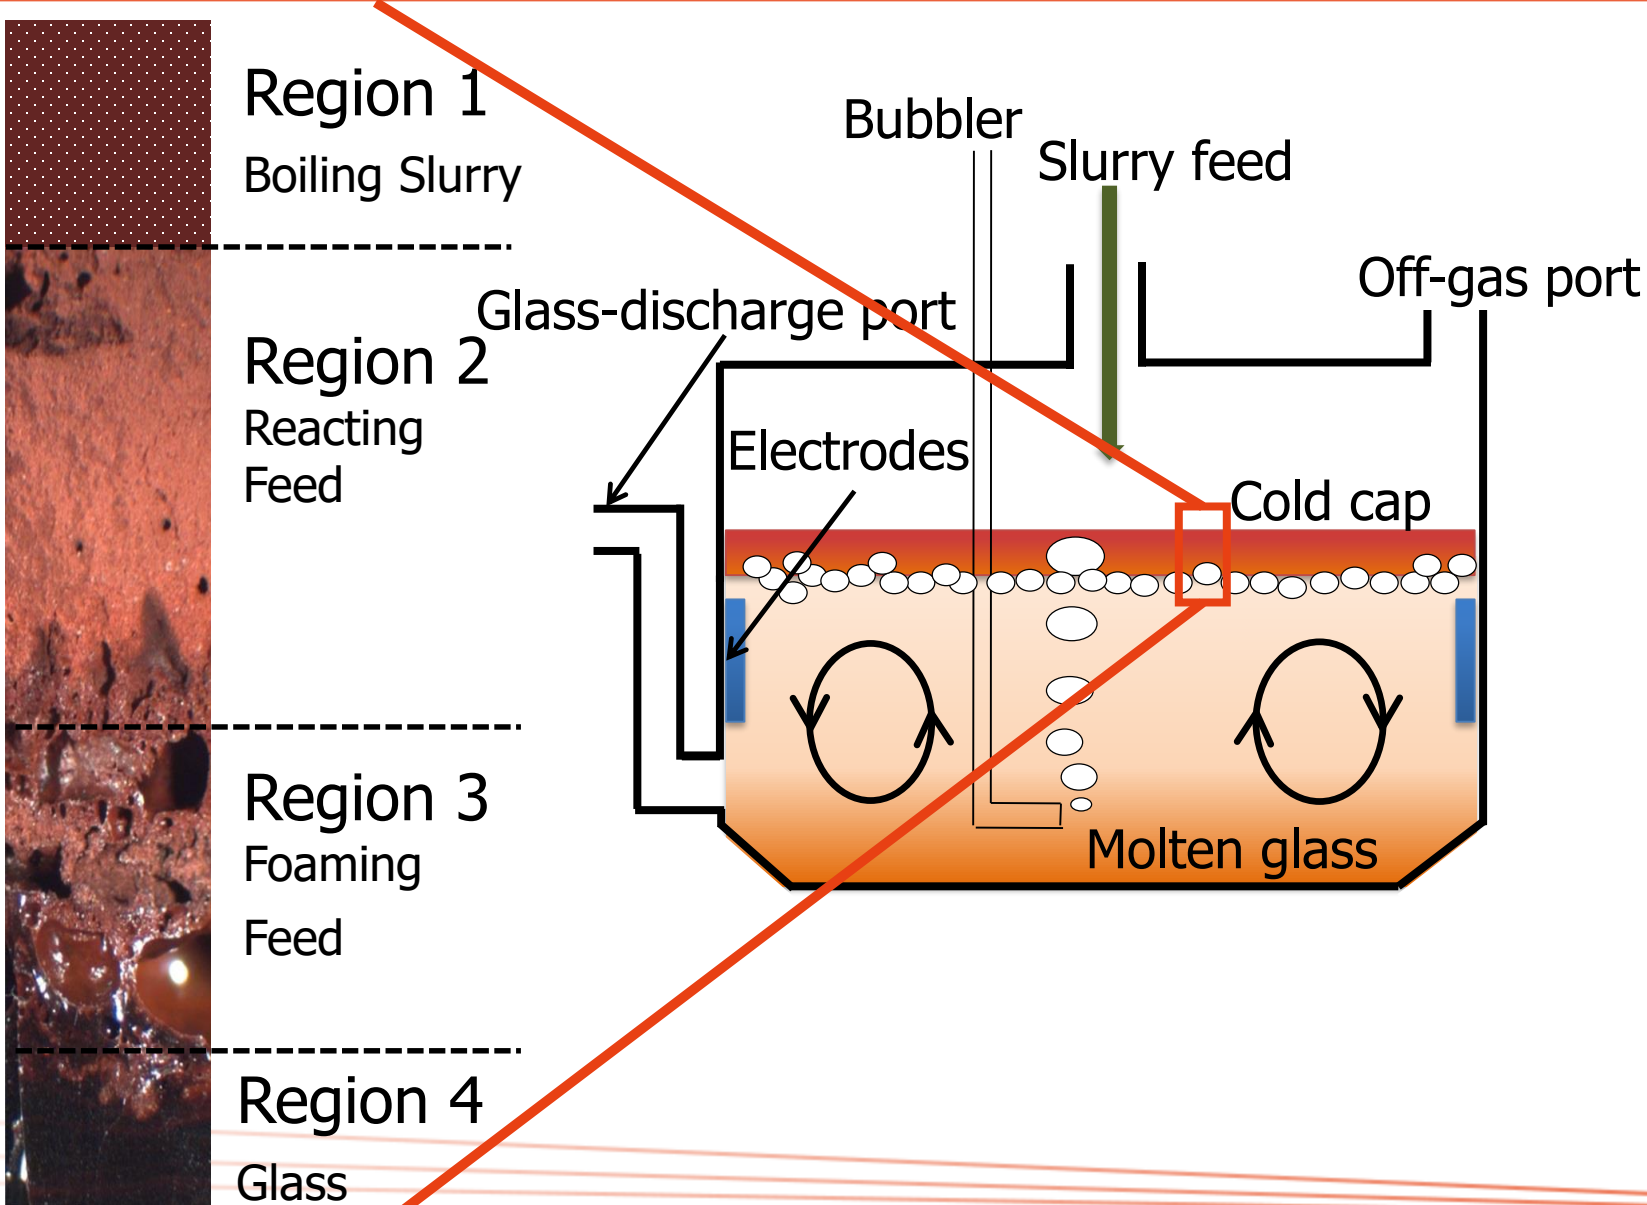 Region 1
Boiling Slurry
Region 2
Reacting
Feed
Region 3
Foaming
Feed
Region 4
Glass
Bubbler
Slurry feed
Off-gas port
Glass-discharge port
Electrodes
Cold cap
Molten glass